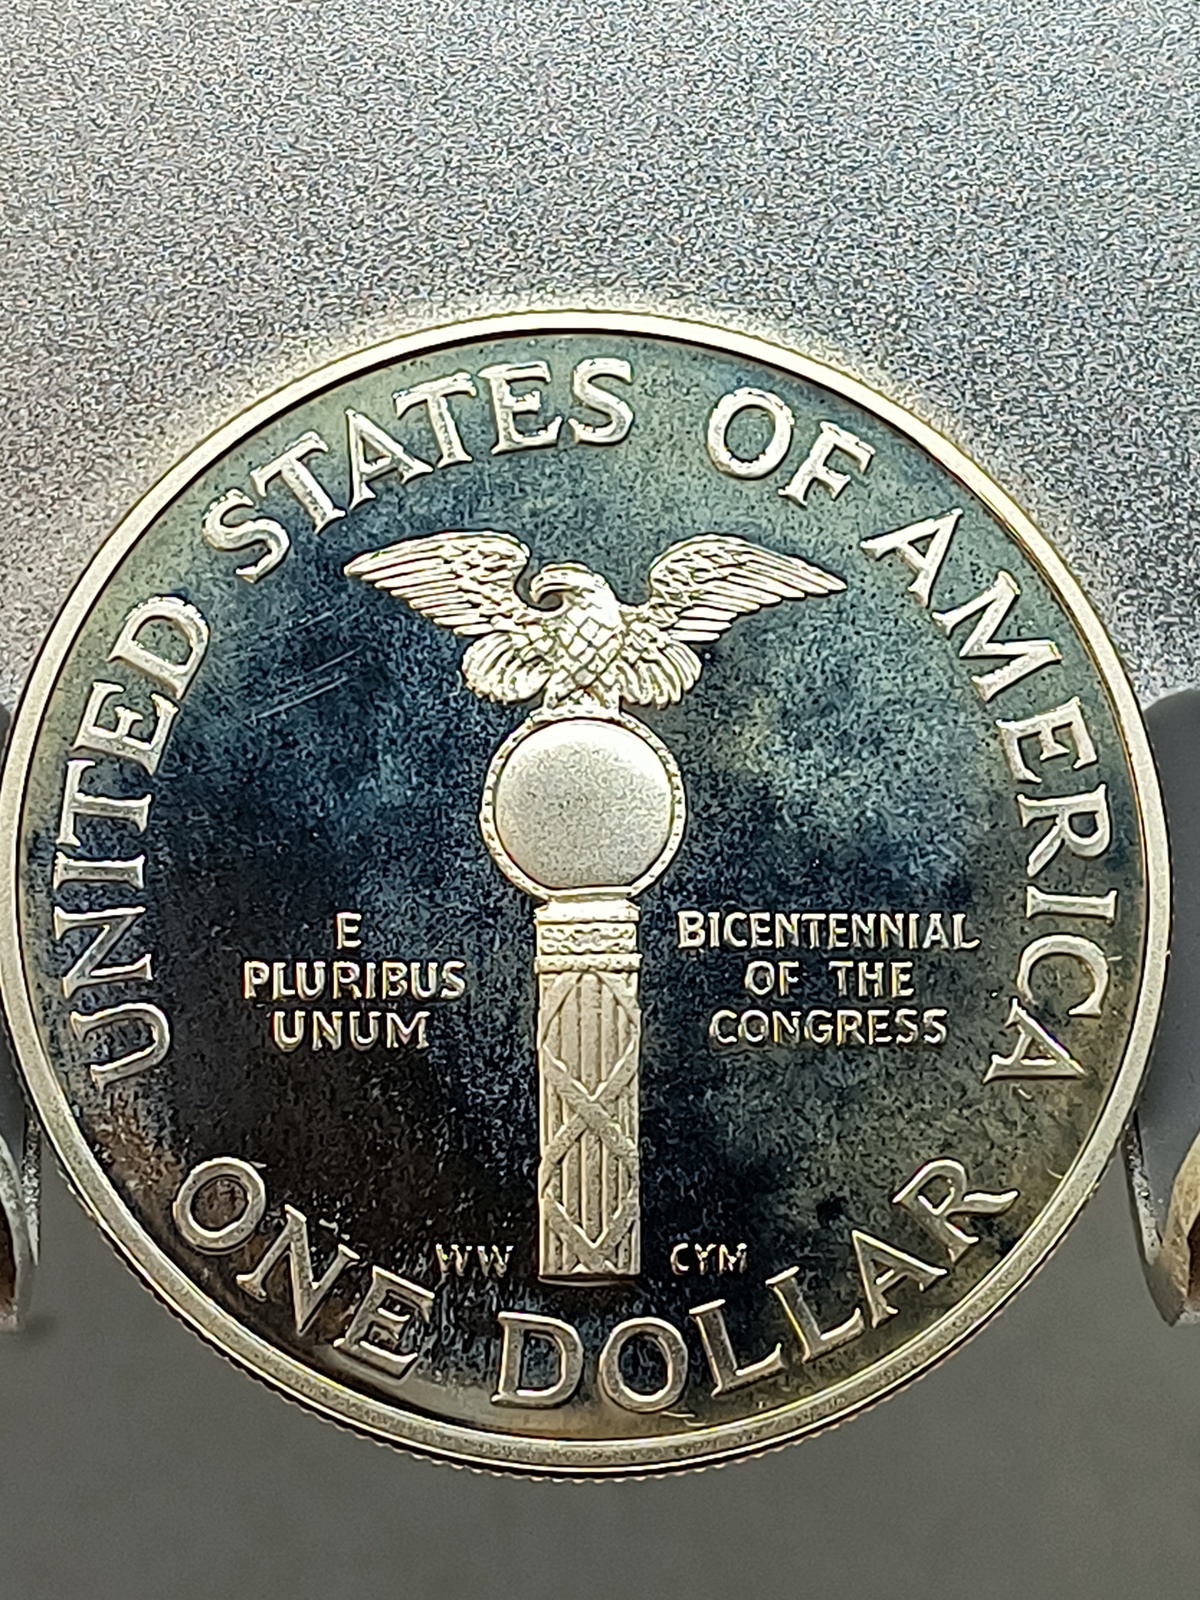 UNITED STATES OF AMERICA
E
PLURIBUS
UNUM
BICENTENNIAL
OF THE
CONGRESS
WW
CYM
ONE DOLLAR